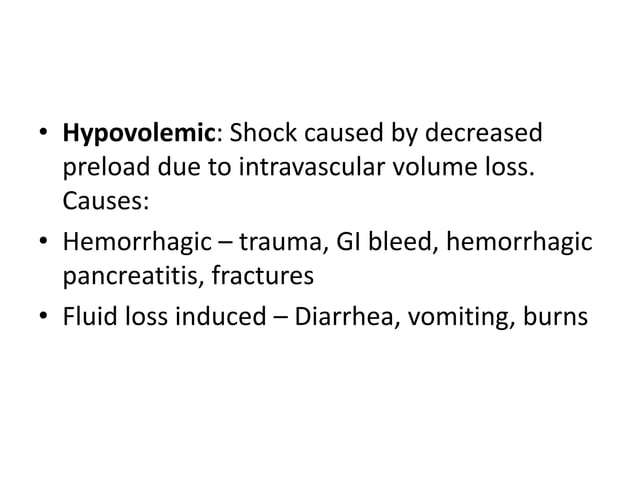 • Hypovolemic: Shock caused by decreased
preload due to intravascular volume loss.
Causes:
• Hemorrhagic – trauma, GI bleed, hemorrhagic
pancreatitis, fractures
• Fluid loss induced – Diarrhea, vomiting, burns